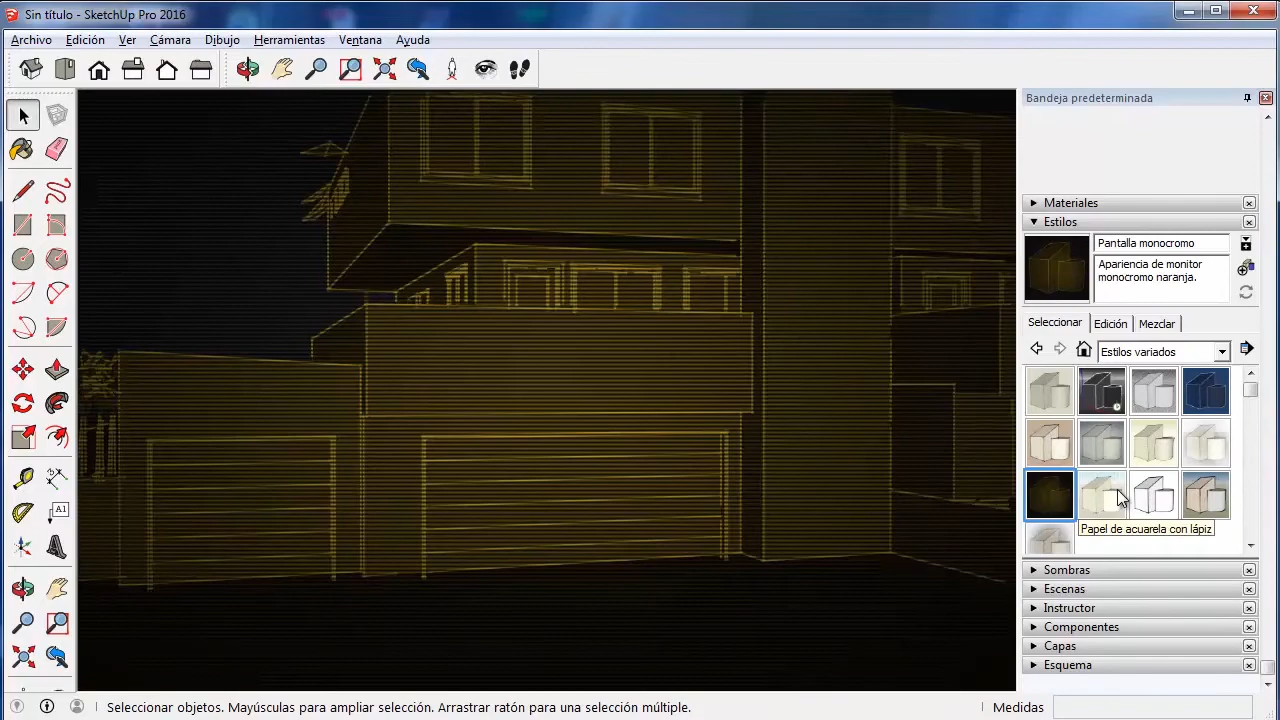 Sin título - SketchUp Pro 2016
Archivo Edición Ver Cámara Dibujo Herramientas Ventana Ayuda
Bandeja predeterminada
Materiales
Estilos
Pantalla monocromo
Apariencia de monitor
monocromo naranja.
Seleccionar Edición Mezclar
Estilos variados
Papel de acuarela con lápiz
Sombras
Escenas
Instructor
Componentes
Capas
Esquema
A1
Seleccionar objetos. Mayúsculas para ampliar selección. Arrastrar ratón para una selección múltiple.
Medidas